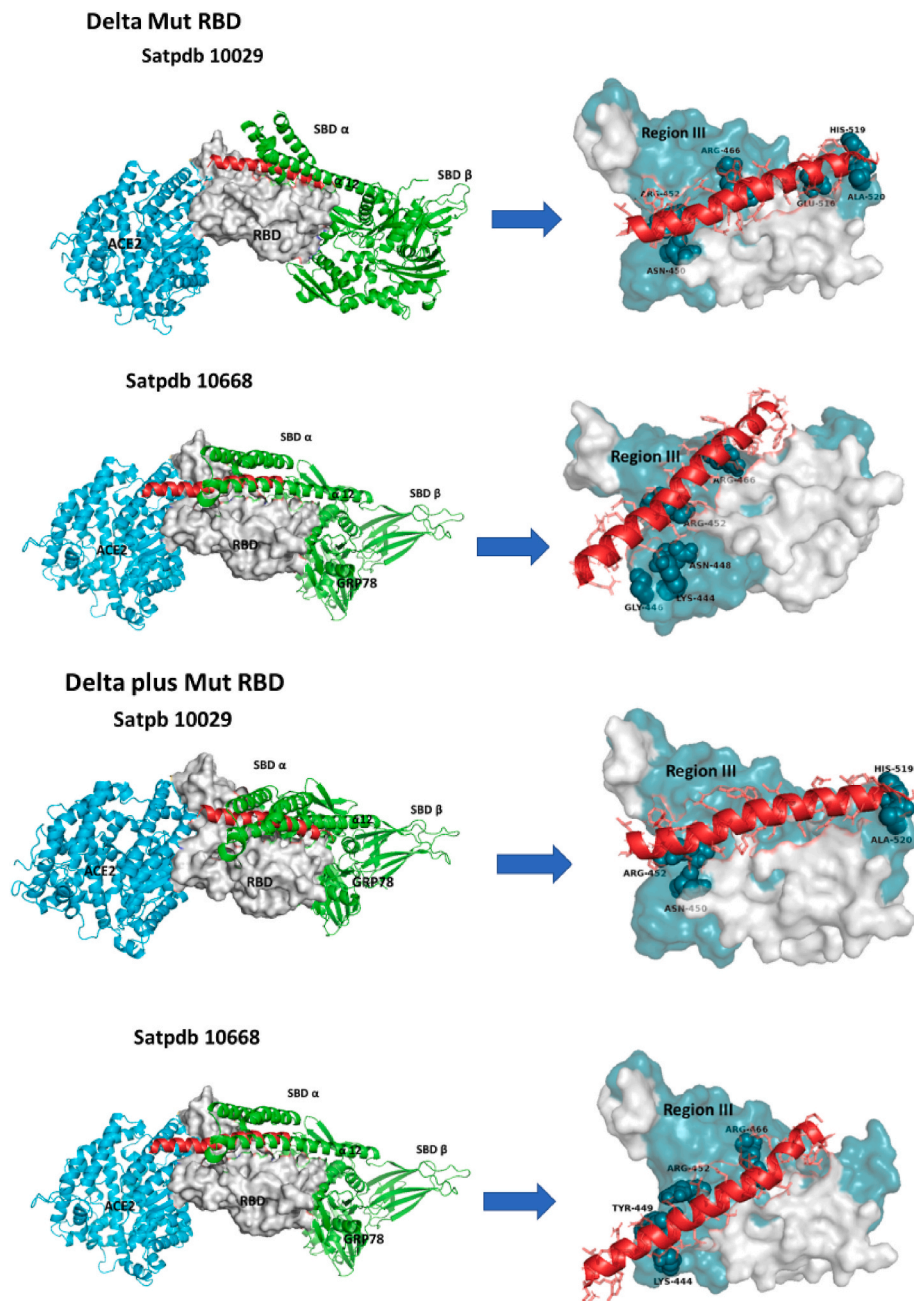 Delta Mut RBD
Satpdb 10029
SBD α
SBD β
α 12
ACE2
RBD
Region III
HIS-519
ARG-466
ARG-452
GLU-516
ALA-520
ASN-450
Satpdb 10668
SBD α
α 12
SBD β
ACE2
RBD
GRP78
Region III
ARG-466
ARG-452
ASN-448
GLY-446
LYS-444
Delta plus Mut RBD
Satpb 10029
SBD α
SBD β
α12
ACE2
RBD
GRP78
Region III
HIS-519
ALA-520
ARG-452
ASN-450
Satpdb 10668
SBD α
α 12
SBD β
ACE2
RBD
GRP78
Region III
ARG-466
ARG-452
TYR-449
LYS-444